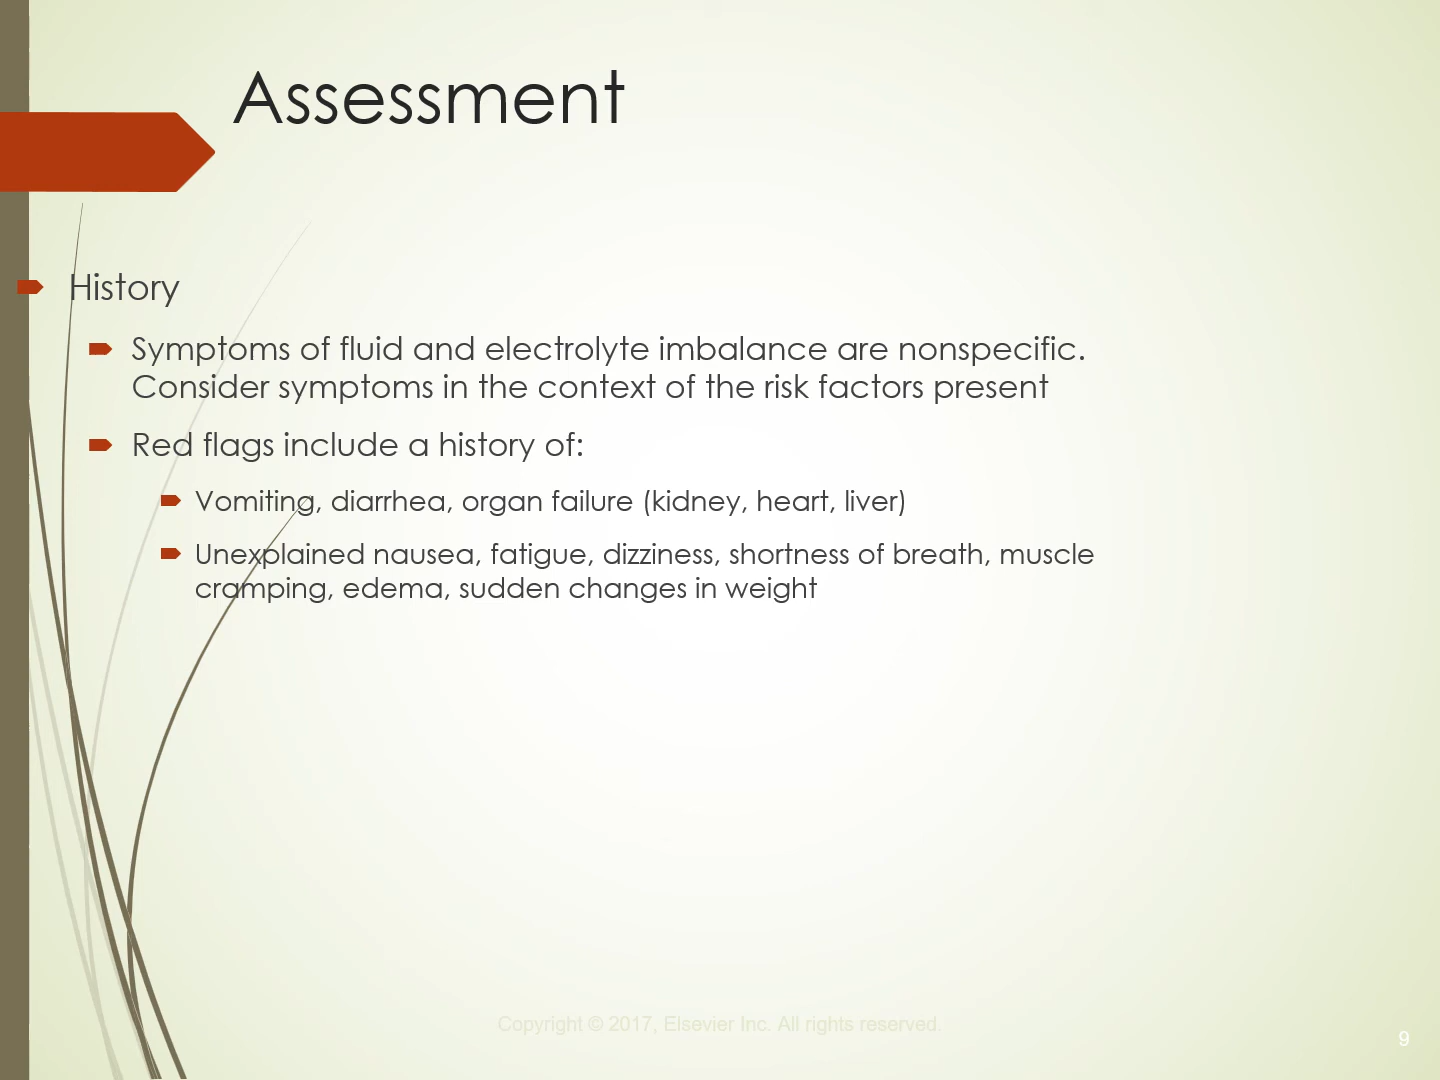 Assessment
History
Symptoms of fluid and electrolyte imbalance are nonspecific.
Consider symptoms in the context of the risk factors present
Red flags include a history of:
Vomiting, diarrhea, organ failure (kidney, heart, liver)
Unexplained nausea, fatigue, dizziness, shortness of breath, muscle
cramping, edema, sudden changes in weight
Copyright © 2017, Elsevier Inc. All rights reserved.
9